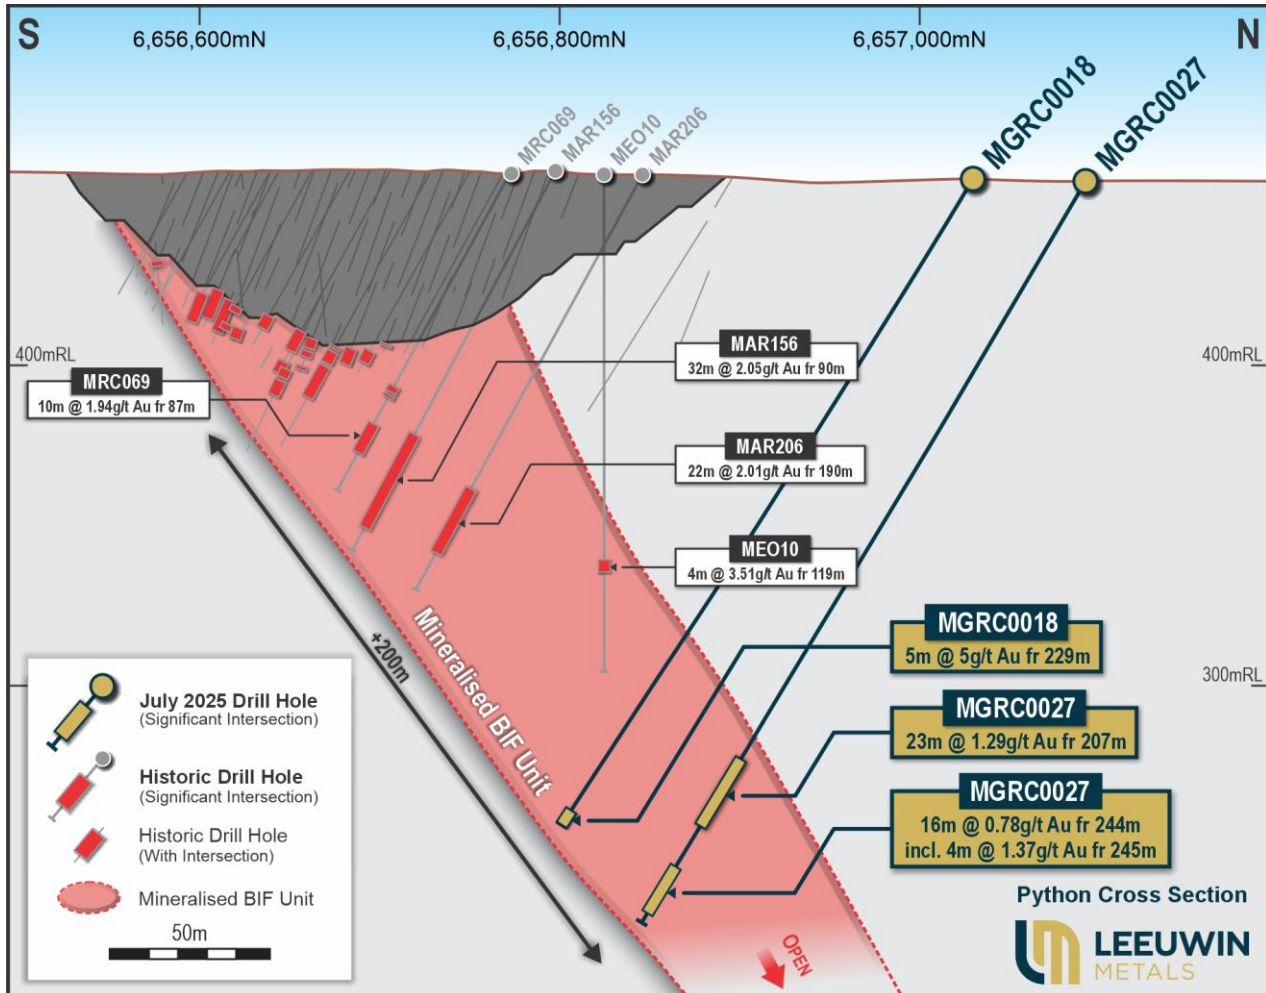 S
6,656,600mN
6,656,800mN
6,657,000mN
N
MRC069
MAR156
MEO10
MAR206
MGRC0018
MGRC0027
400mRL
400mRL
MAR156
32m @ 2.05g/t Au fr 90m
MRC069
10m @ 1.94g/t Au fr 87m
MAR206
22m @ 2.01g/t Au fr 190m
MEO10
4m @ 3.51g/t Au fr 119m
+200m
Mineralised BIF Unit
MGRC0018
5m @ 5g/t Au fr 229m
300mRL
MGRC0027
23m @ 1.29g/t Au fr 207m
MGRC0027
16m @ 0.78g/t Au fr 244m
incl. 4m @ 1.37g/t Au fr 245m
July 2025 Drill Hole
(Significant Intersection)
Historic Drill Hole
(Significant Intersection)
Historic Drill Hole
(With Intersection)
Mineralised BIF Unit
50m
OPEN
Python Cross Section
LEEUWIN
METALS